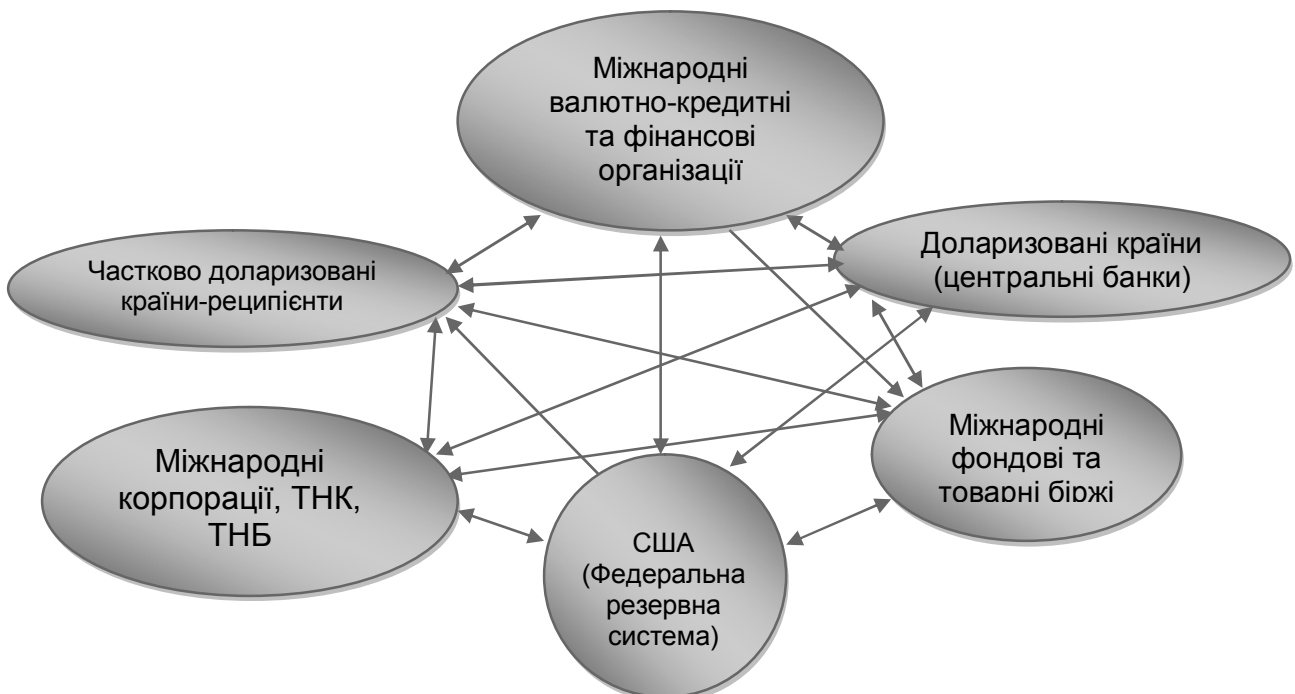 Міжнародні
валютно-кредитні
та фінансові
організації
Частково доларизовані
країни-реципієнти
Доларизовані країни
(центральні банки)
Міжнародні
корпорації, ТНК,
ТНБ
Міжнародні
фондові та
товарні біржі
США
(Федеральна
резервна
система)